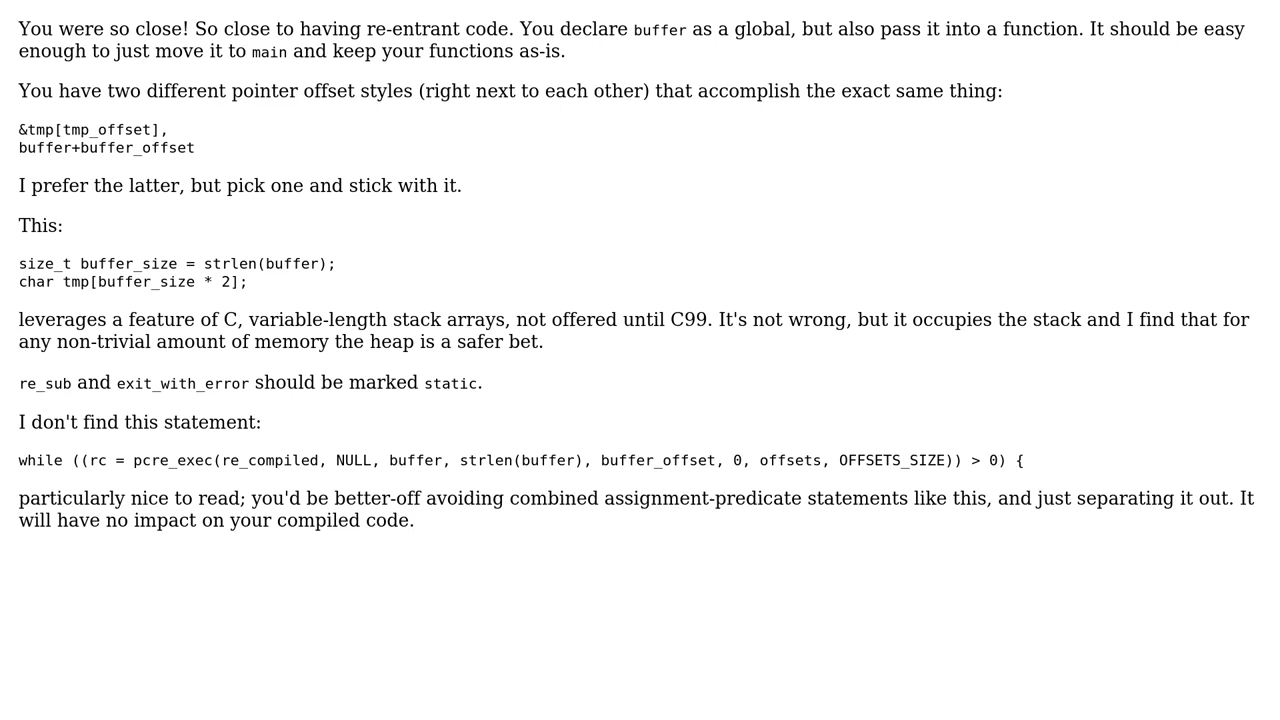 You were so close! So close to having re-entrant code. You declare buffer as a global, but also pass it into a function. It should be easy
enough to just move it to main and keep your functions as-is.
You have two different pointer offset styles (right next to each other) that accomplish the exact same thing:
&tmp[tmp_offset],
buffer+buffer_offset
I prefer the latter, but pick one and stick with it.
This:
size_t buffer_size = strlen(buffer);
char tmp[buffer_size * 2];
leverages a feature of C, variable-length stack arrays, not offered until C99. It's not wrong, but it occupies the stack and I find that for
any non-trivial amount of memory the heap is a safer bet.
re_sub and exit_with_error should be marked static.
I don't find this statement:
while ((rc = pcre_exec(re_compiled, NULL, buffer, strlen(buffer), buffer_offset, 0, offsets, OFFSETS_SIZE)) > 0) {
particularly nice to read; you'd be better-off avoiding combined assignment-predicate statements like this, and just separating it out. It
will have no impact on your compiled code.